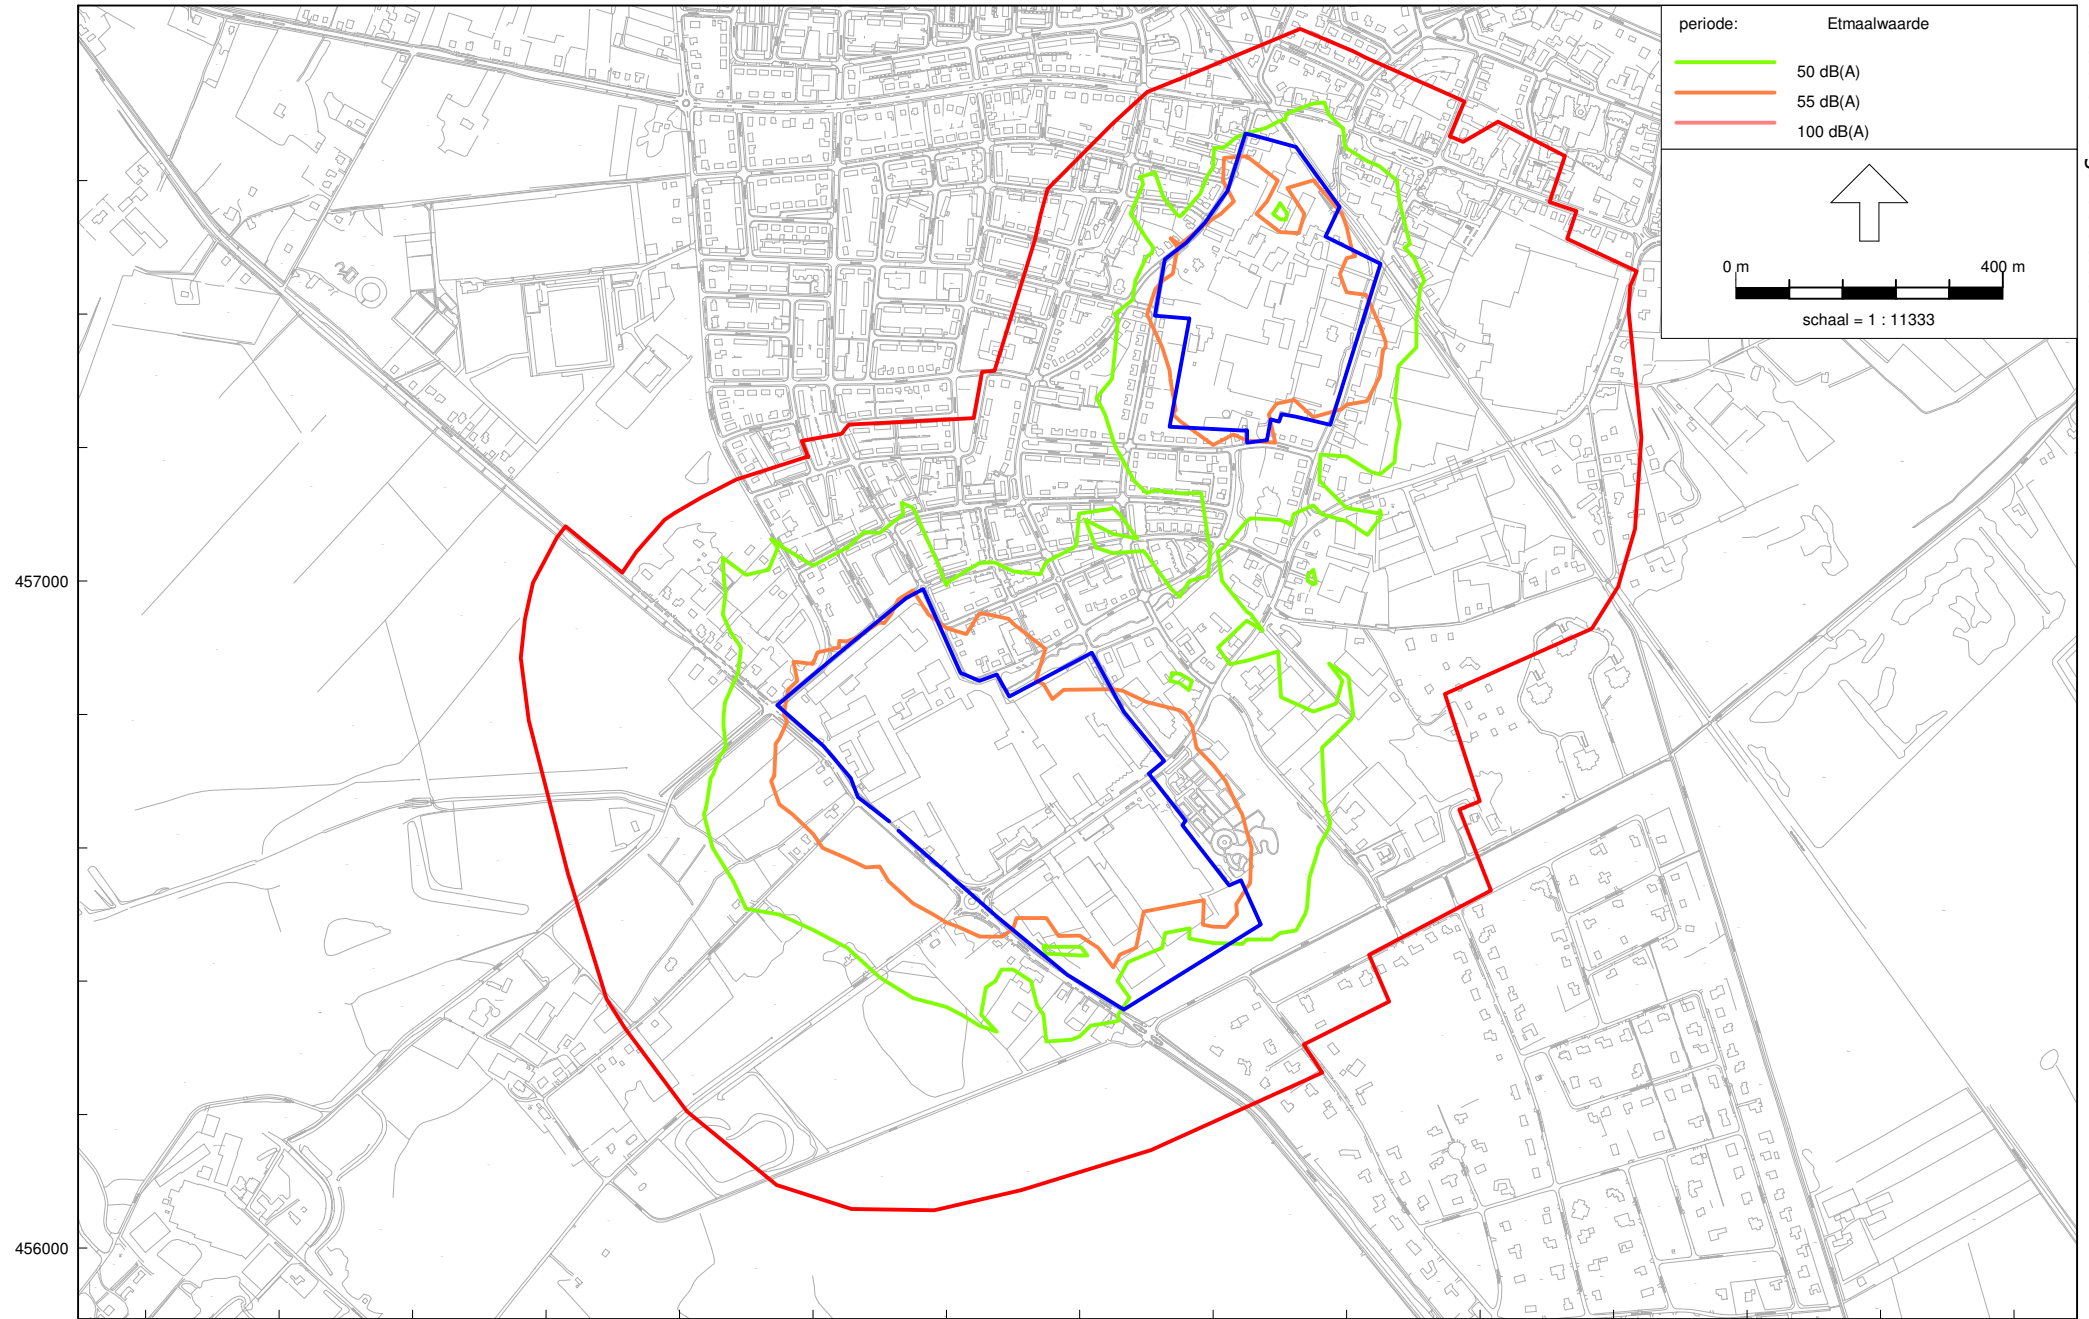 periode: Etmaalwaarde
50 dB(A)
55 dB(A)
100 dB(A)
0 m 400 m
schaal = 1 : 11333
457000
456000